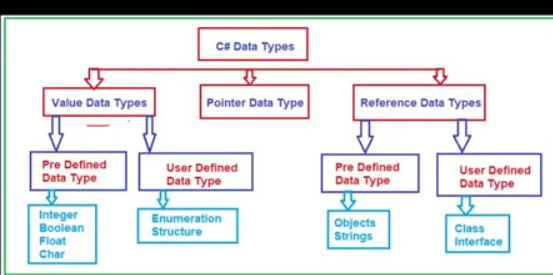 C# Data Types
Value Data Types
Pointer Data Type
Reference Data Types
Pre Defined
Data Type
User Defined
Data Type
Pre Defined
Data Type
User Defined
Data Type
Integer
Boolean
Float
Char
Enumeration
Structure
Objects
Strings
Class
Interface